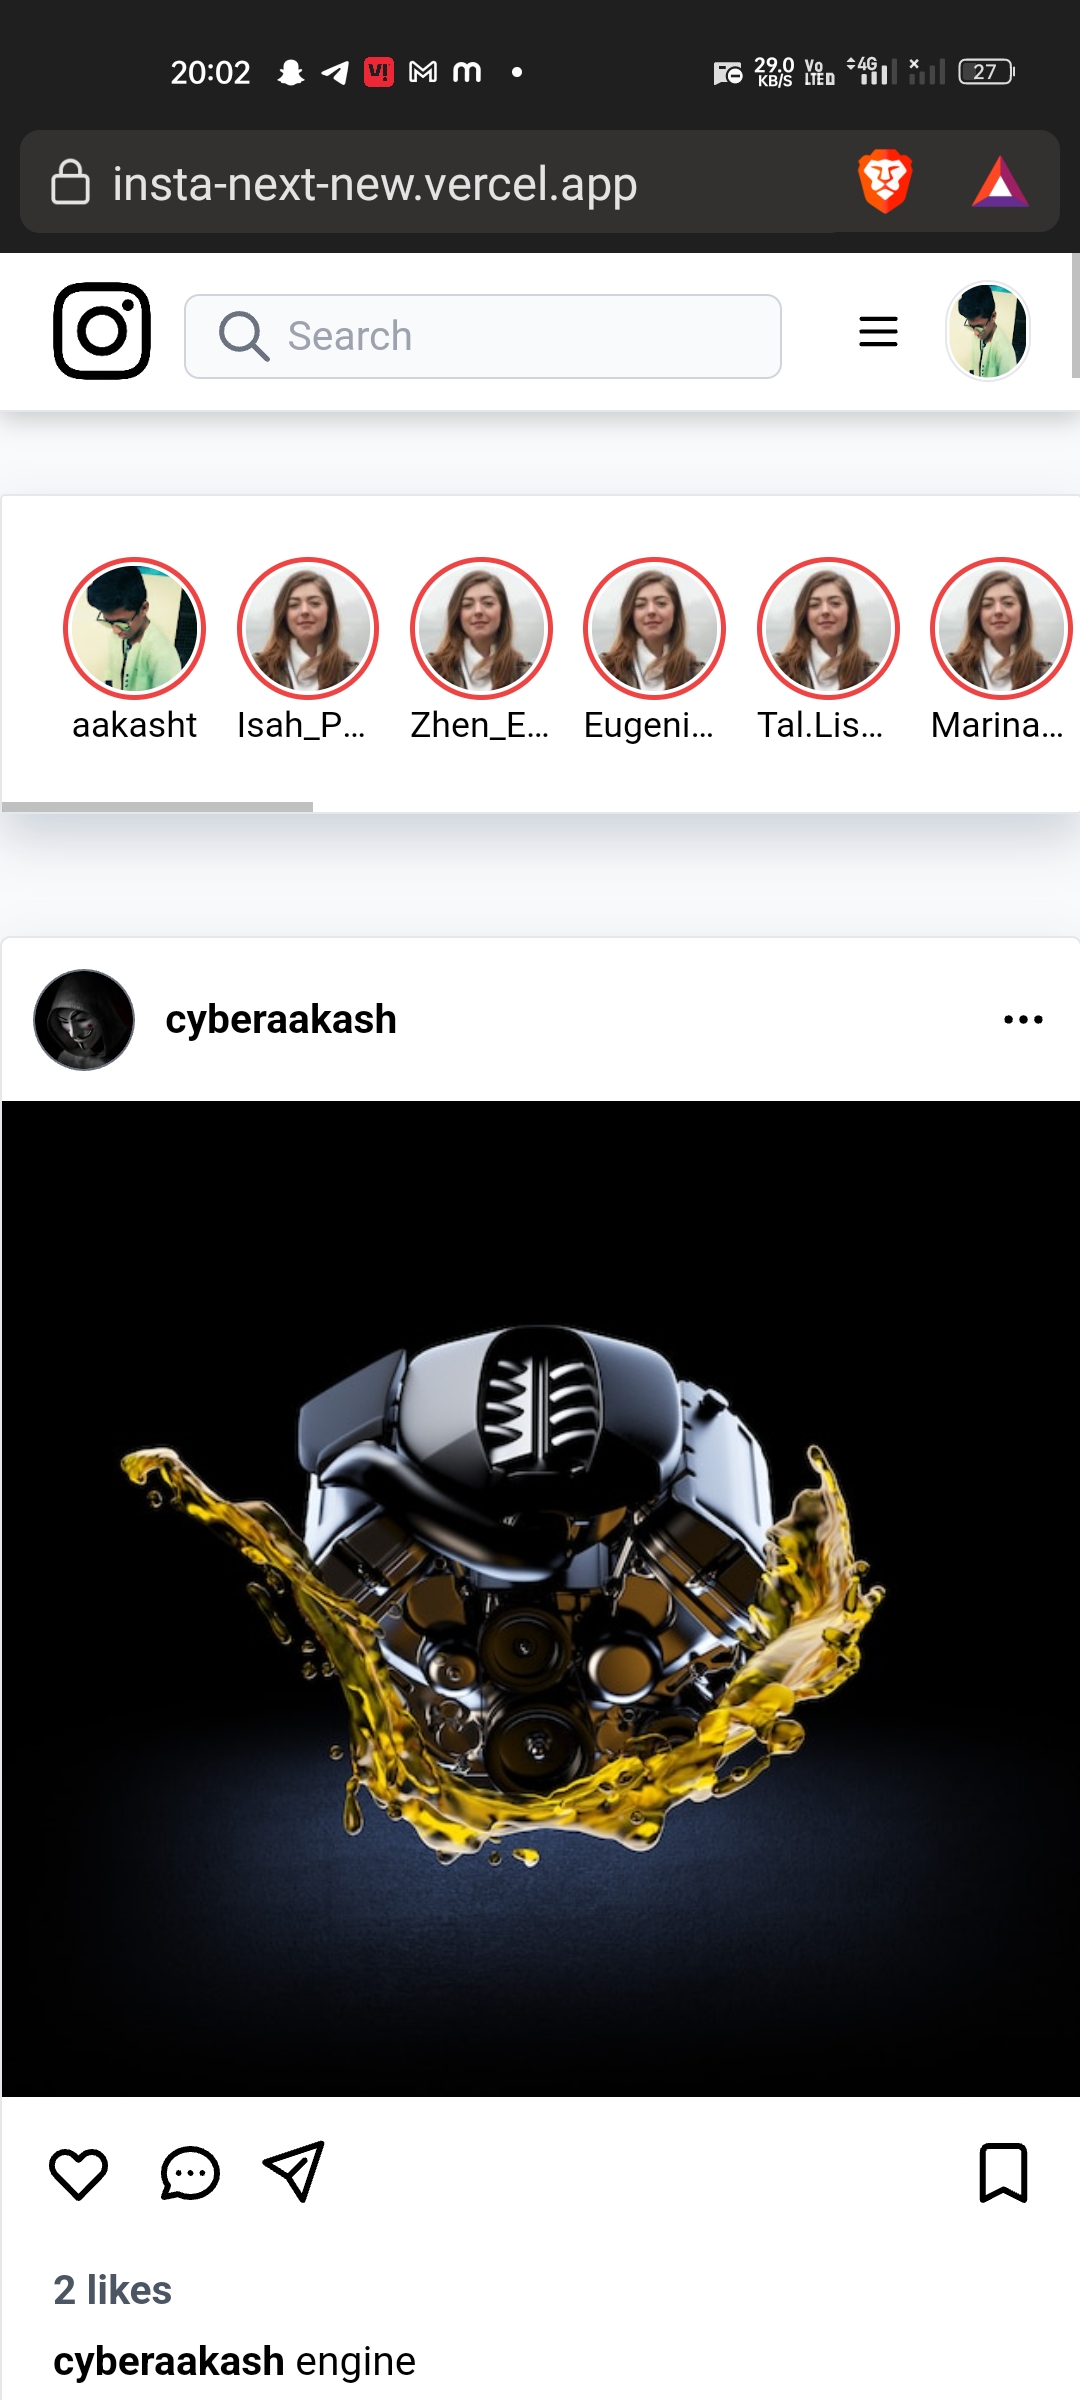 20:02
29.0 KB/S
Vo LTE D
4G
27
insta-next-new.vercel.app
Search
aakasht
Isah_P...
Zhen_E...
Eugeni...
Tal.Lis...
Marina...
cyberaakash
2 likes
cyberaakash engine